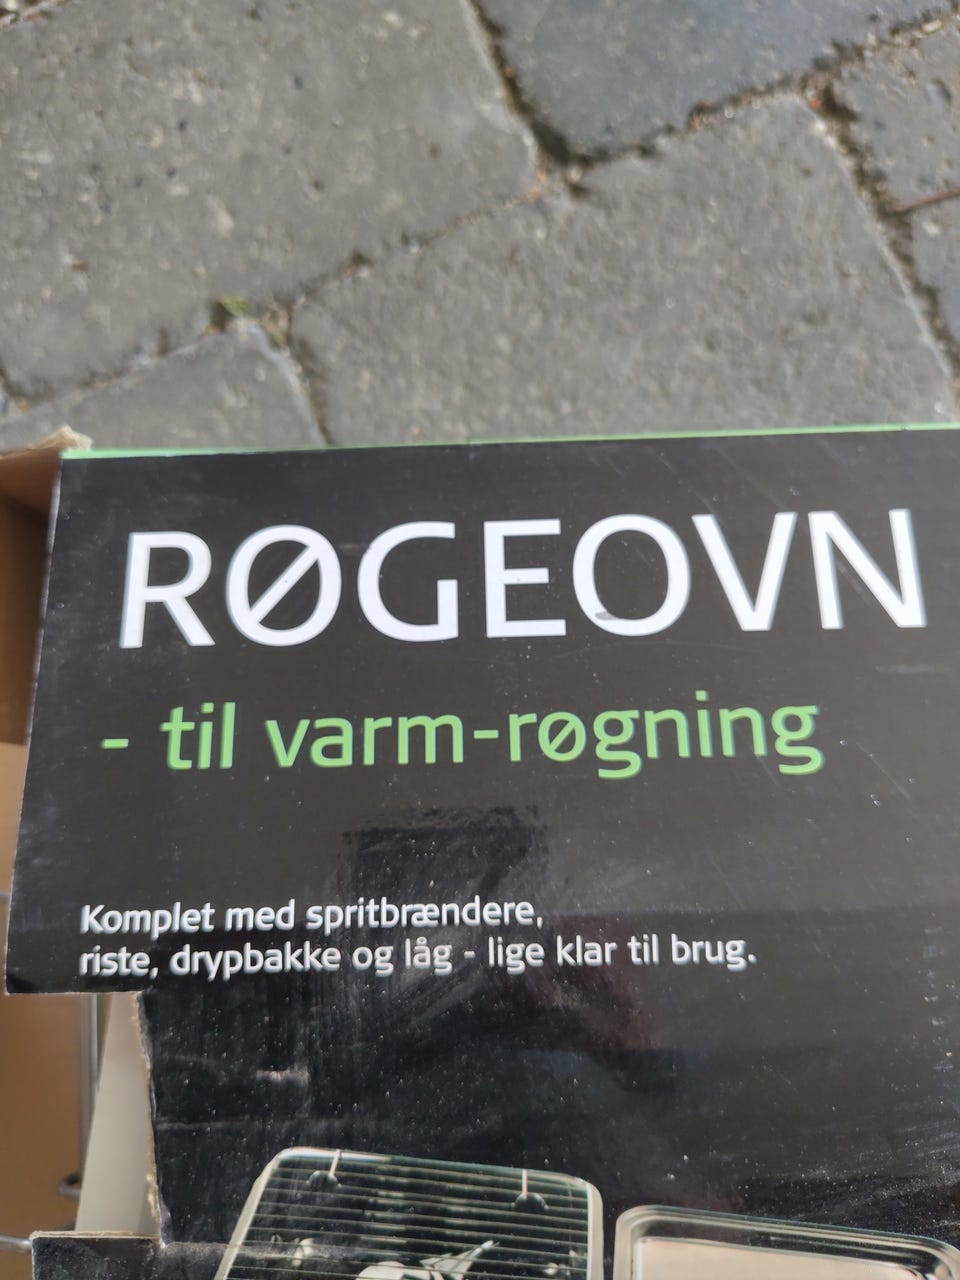 RØGEOVN
- til varm-røgning
Komplet med spritbrændere,
riste, drypbakke og låg - lige klar til brug.